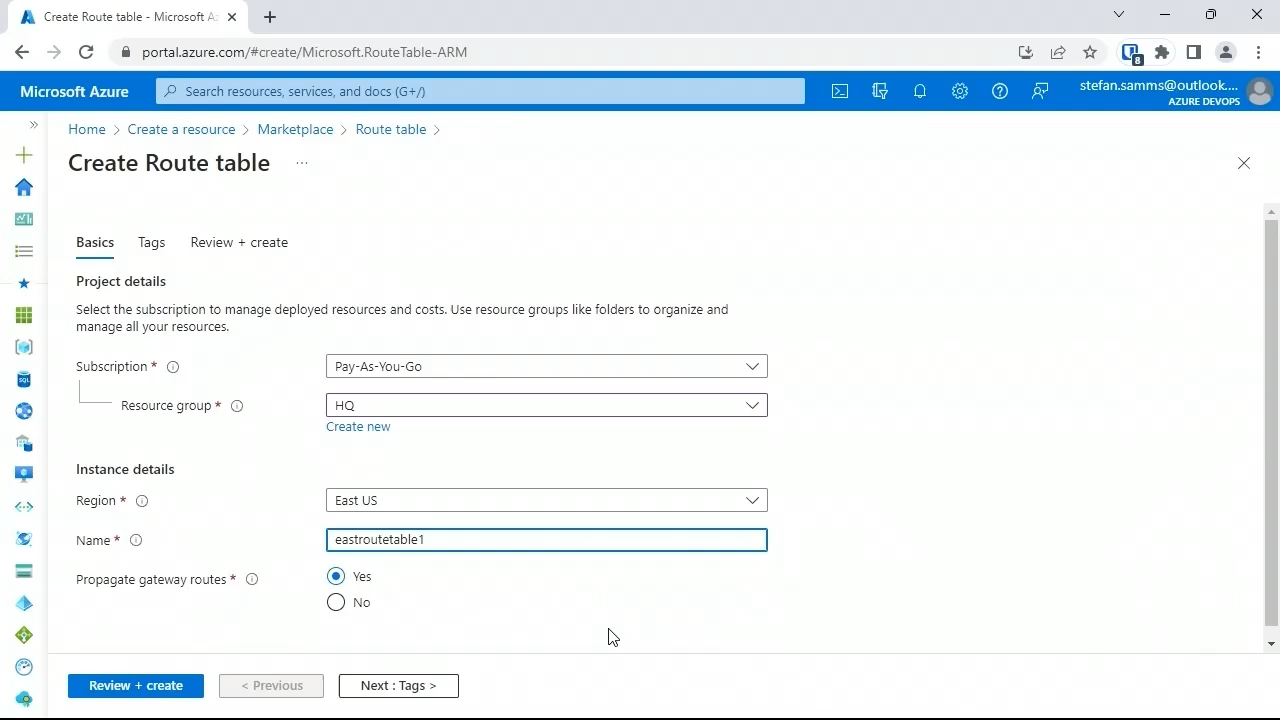 Create Route table - Microsoft A
portal.azure.com/#create/Microsoft.RouteTable-ARM
8
Microsoft Azure
Search resources, services, and docs (G+/)
stefan.samms@outlook....
AZURE DEVOPS
Home > Create a resource > Marketplace > Route table >
Create Route table ...
Basics Tags Review + create
Project details
Select the subscription to manage deployed resources and costs. Use resource groups like folders to organize and
manage all your resources.
Subscription * Pay-As-You-Go
Resource group * HQ
Create new
Instance details
Region * East US
Name * eastroutetable1
Propagate gateway routes * Yes
No
Review + create < Previous Next : Tags >